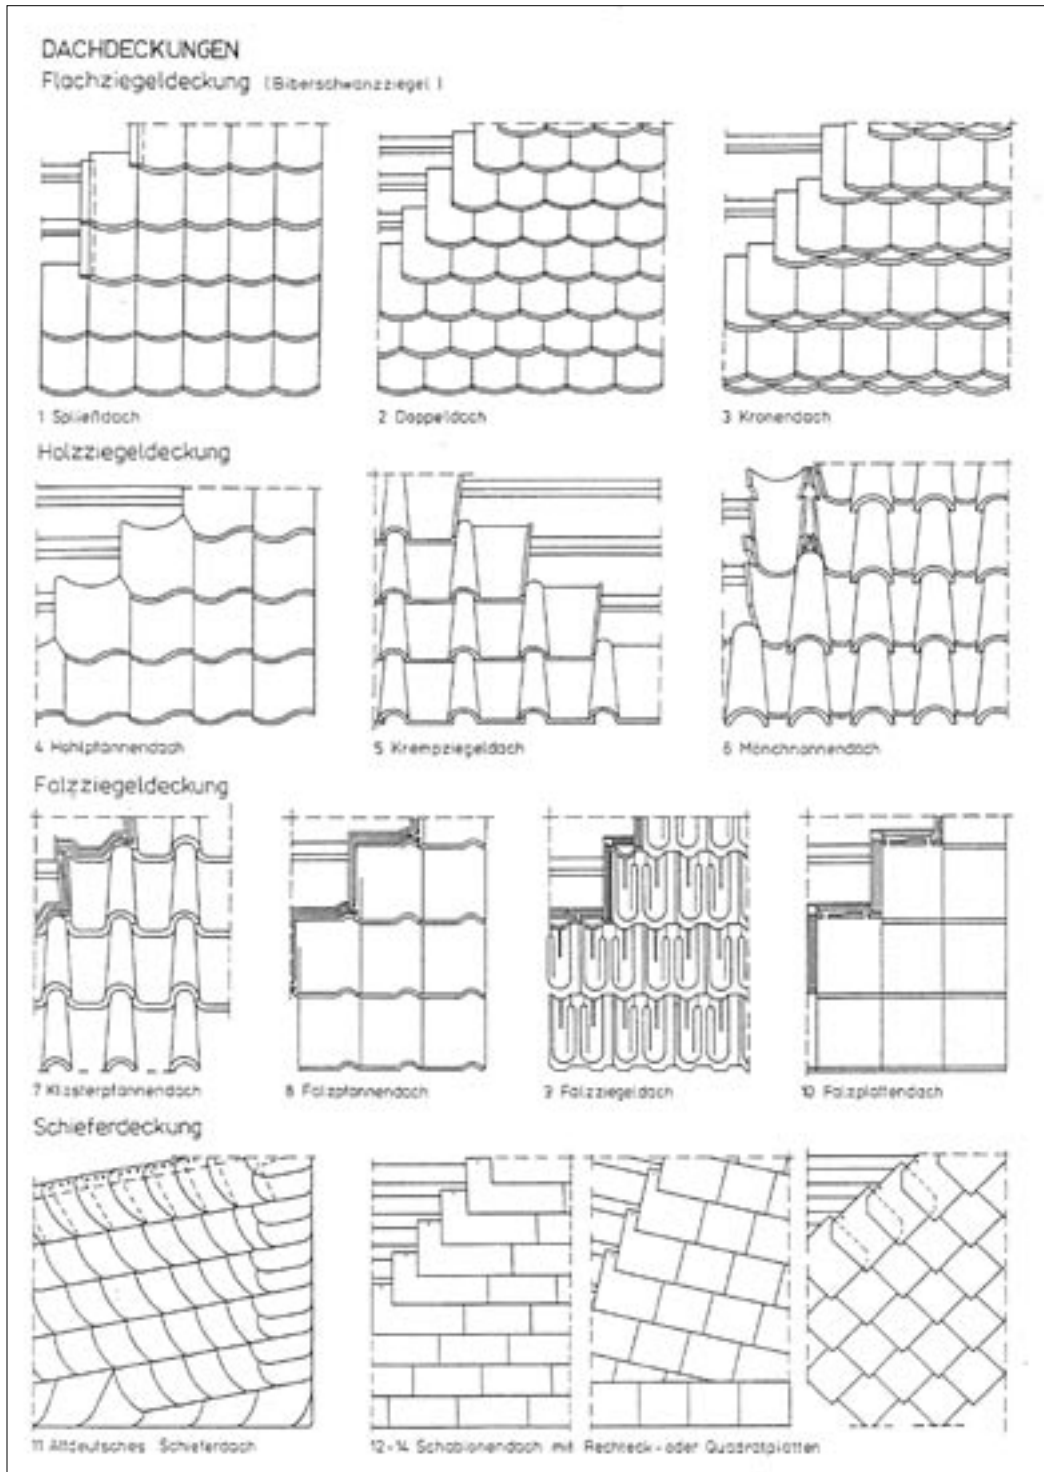 DACHDECKUNGEN
Flachziegeldeckung (Biberschwanzziegel)
1 Spließdach
2 Doppeldach
3 Kronendach
Holzziegeldeckung
4 Hohlpfannendach
5 Krempziegeldach
6 Mönchnonnendach
Falzziegeldeckung
7 Klosterpfannendach
8 Falzpfannendach
9 Falzziegeldach
10 Falzplattendach
Schieferdeckung
11 Altdeutsches Schieferdach
12-14 Schablonendach mit Rechteck- oder Quadratplatten